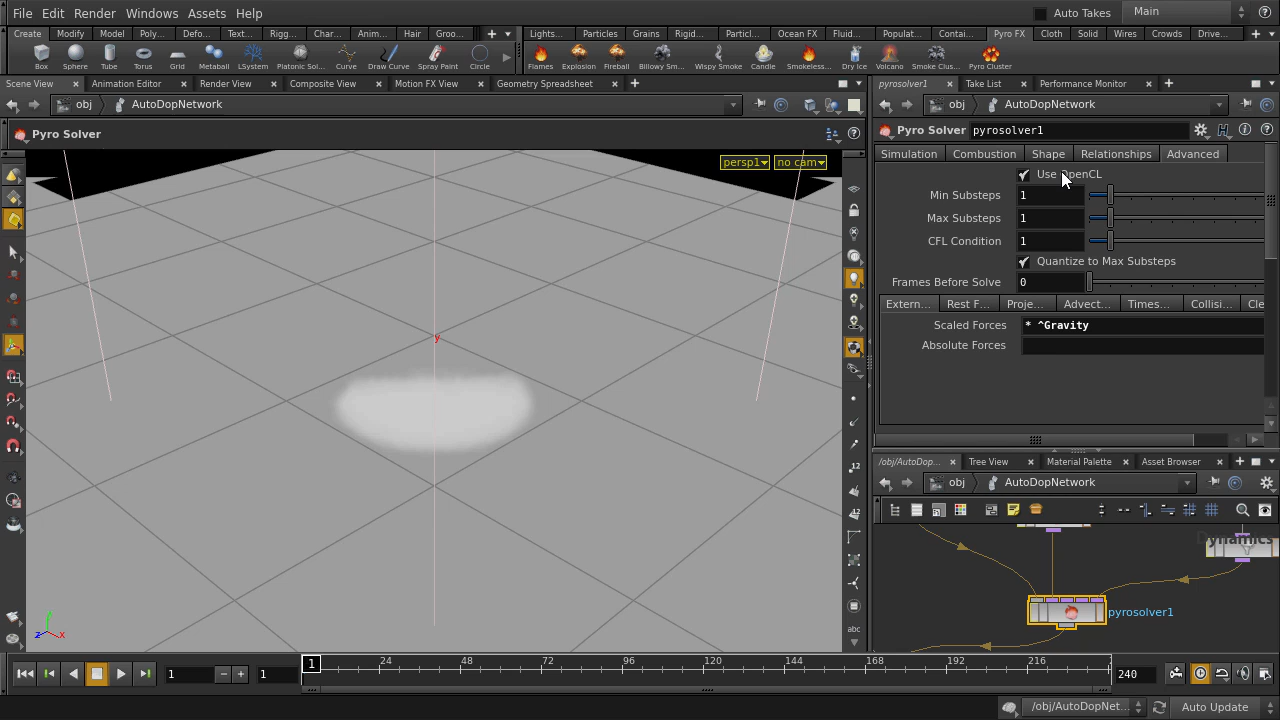 File Edit Render Windows Assets Help Auto Takes Main
Create Modify Model Poly... Defo... Text... Rigg... Char... Anim... Hair Groo... Lights... Particles Grains Rigid... Particl... Ocean FX Fluid... Populat... Contai... Pyro FX Cloth Solid Wires Crowds Drive...
Box Sphere Tube Torus Grid Metaball LSystem Platonic Sol... Draw Curve Spray Paint Circle Flames Explosion Fireball Billowy Sm... Wispy Smoke Candle Smokeless... Dry Ice Volcano Smoke Clus... Pyro Cluster
Scene View Animation Editor Render View Composite View Motion FX View Geometry Spreadsheet
obj AutoDopNetwork
Pyro Solver
persp1 no cam
y
z x
12
abc
pyrosolver1 Take List Performance Monitor
obj AutoDopNetwork
Pyro Solver pyrosolver1
Simulation Combustion Shape Relationships Advanced
Use OpenCL
Min Substeps 1
Max Substeps 1
CFL Condition 1
Quantize to Max Substeps
Frames Before Solve 0
Extern... Rest F... Proje... Advect... Times... Collisi... Cle
Scaled Forces * ^Gravity
Absolute Forces
/obj/AutoDop... Tree View Material Palette Asset Browser
obj AutoDopNetwork
Dynamics
pyrosolver1
1 1 1 24 48 72 96 120 144 168 192 216 240
/obj/AutoDopNet... Auto Update